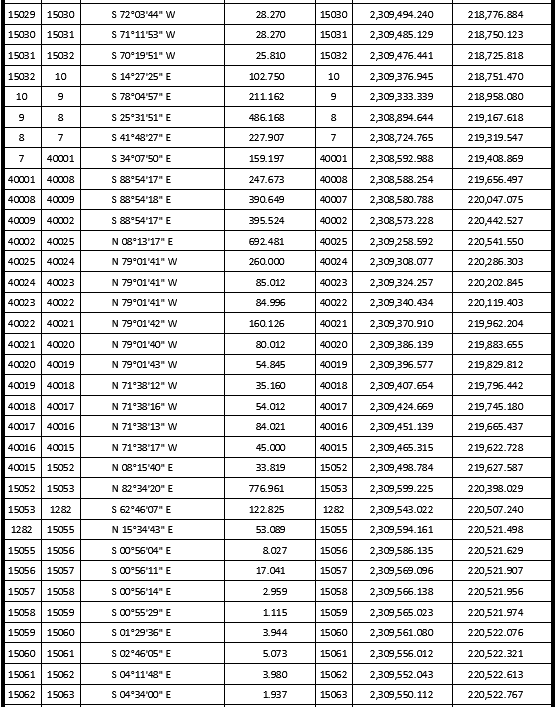 15029 15030 S 72°03'44" W 28.270 15030 2,309,494.240 218,776.884
15030 15031 S 71°11'53" W 28.270 15031 2,309,485.129 218,750.123
15031 15032 S 70°19'51" W 25.810 15032 2,309,476.441 218,725.818
15032 10 S 14°27'25" E 102.750 10 2,309,376.945 218,751.470
10 9 S 78°04'57" E 211.162 9 2,309,333.339 218,958.080
9 8 S 25°31'51" E 486.168 8 2,308,894.644 219,167.618
8 7 S 41°48'27" E 227.907 7 2,308,724.765 219,319.547
7 40001 S 34°07'50" E 159.197 40001 2,308,592.988 219,408.869
40001 40008 S 88°54'17" E 247.673 40008 2,308,588.254 219,656.497
40008 40009 S 88°54'18" E 390.649 40007 2,308,580.788 220,047.075
40009 40002 S 88°54'17" E 395.524 40002 2,308,573.228 220,442.527
40002 40025 N 08°13'17" E 692.481 40025 2,309,258.592 220,541.550
40025 40024 N 79°01'41" W 260.000 40024 2,309,308.077 220,286.303
40024 40023 N 79°01'41" W 85.012 40023 2,309,324.257 220,202.845
40023 40022 N 79°01'41" W 84.996 40022 2,309,340.434 220,119.403
40022 40021 N 79°01'42" W 160.126 40021 2,309,370.910 219,962.204
40021 40020 N 79°01'40" W 80.012 40020 2,309,386.139 219,883.655
40020 40019 N 79°01'43" W 54.845 40019 2,309,396.577 219,829.812
40019 40018 N 71°38'12" W 35.160 40018 2,309,407.654 219,796.442
40018 40017 N 71°38'16" W 54.012 40017 2,309,424.669 219,745.180
40017 40016 N 71°38'13" W 84.021 40016 2,309,451.139 219,665.437
40016 40015 N 71°38'17" W 45.000 40015 2,309,465.315 219,622.728
40015 15052 N 08°15'40" E 33.819 15052 2,309,498.784 219,627.587
15052 15053 N 82°34'20" E 776.961 15053 2,309,599.225 220,398.029
15053 1282 S 62°46'07" E 122.825 1282 2,309,543.022 220,507.240
1282 15055 N 15°34'43" E 53.089 15055 2,309,594.161 220,521.498
15055 15056 S 00°56'04" E 8.027 15056 2,309,586.135 220,521.629
15056 15057 S 00°56'11" E 17.041 15057 2,309,569.096 220,521.907
15057 15058 S 00°56'14" E 2.959 15058 2,309,566.138 220,521.956
15058 15059 S 00°55'29" E 1.115 15059 2,309,565.023 220,521.974
15059 15060 S 01°29'36" E 3.944 15060 2,309,561.080 220,522.076
15060 15061 S 02°46'05" E 5.073 15061 2,309,556.012 220,522.321
15061 15062 S 04°11'48" E 3.980 15062 2,309,552.043 220,522.613
15062 15063 S 04°34'00" E 1.937 15063 2,309,550.112 220,522.767